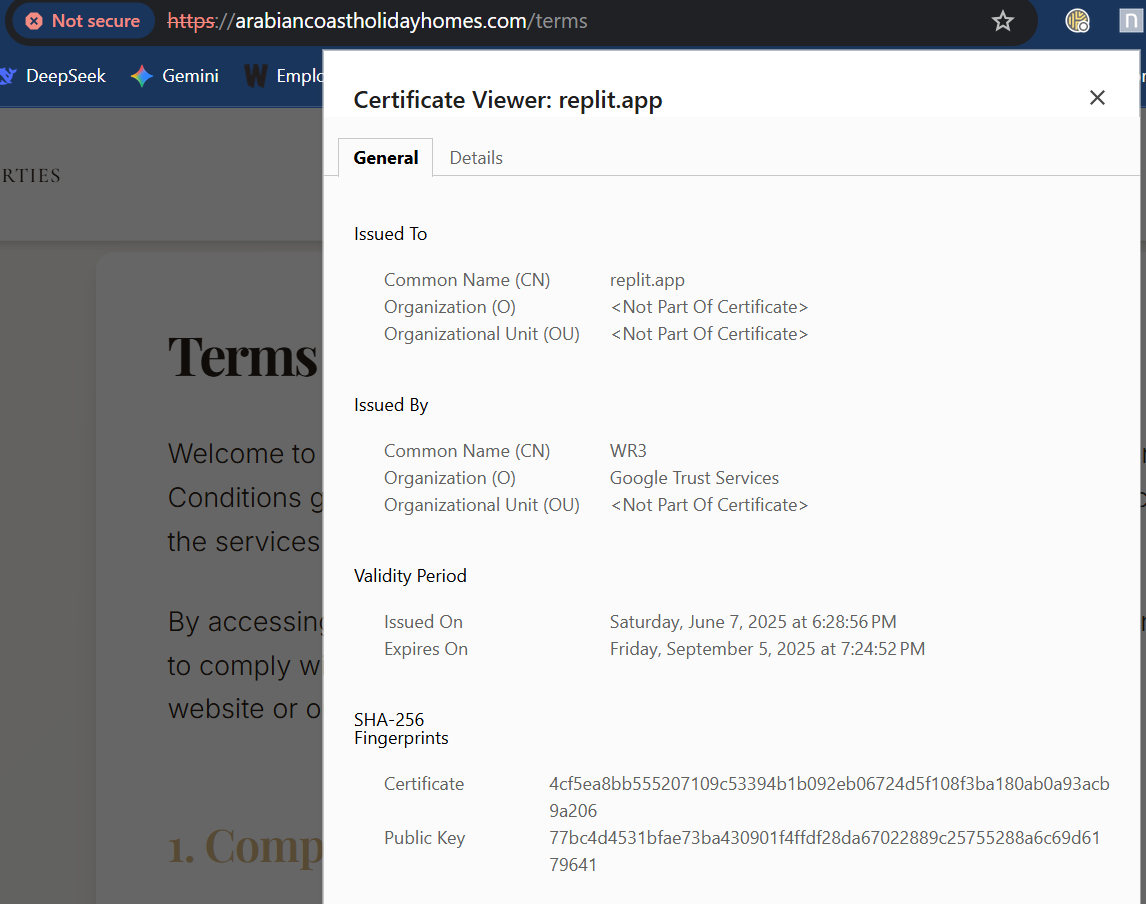 Not secure https://arabiancoastholidayhomes.com/terms n
DeepSeek Gemini Emplo
Certificate Viewer: replit.app
General Details
RTIES
Issued To
Common Name (CN) replit.app
Organization (O) <Not Part Of Certificate>
Organizational Unit (OU) <Not Part Of Certificate>
Terms
Issued By
Common Name (CN) WR3
Welcome to
Organization (O) Google Trust Services
Conditions g
Organizational Unit (OU) <Not Part Of Certificate>
the services
Validity Period
By accessing
Issued On Saturday, June 7, 2025 at 6:28:56 PM
Expires On Friday, September 5, 2025 at 7:24:52 PM
to comply wi
website or o
SHA-256
Fingerprints
Certificate 4cf5ea8bb555207109c53394b1b092eb06724d5f108f3ba180ab0a93acb
9a206
Public Key 77bc4d4531bfae73ba430901f4ffdf28da67022889c25755288a6c69d61
79641
1. Comp